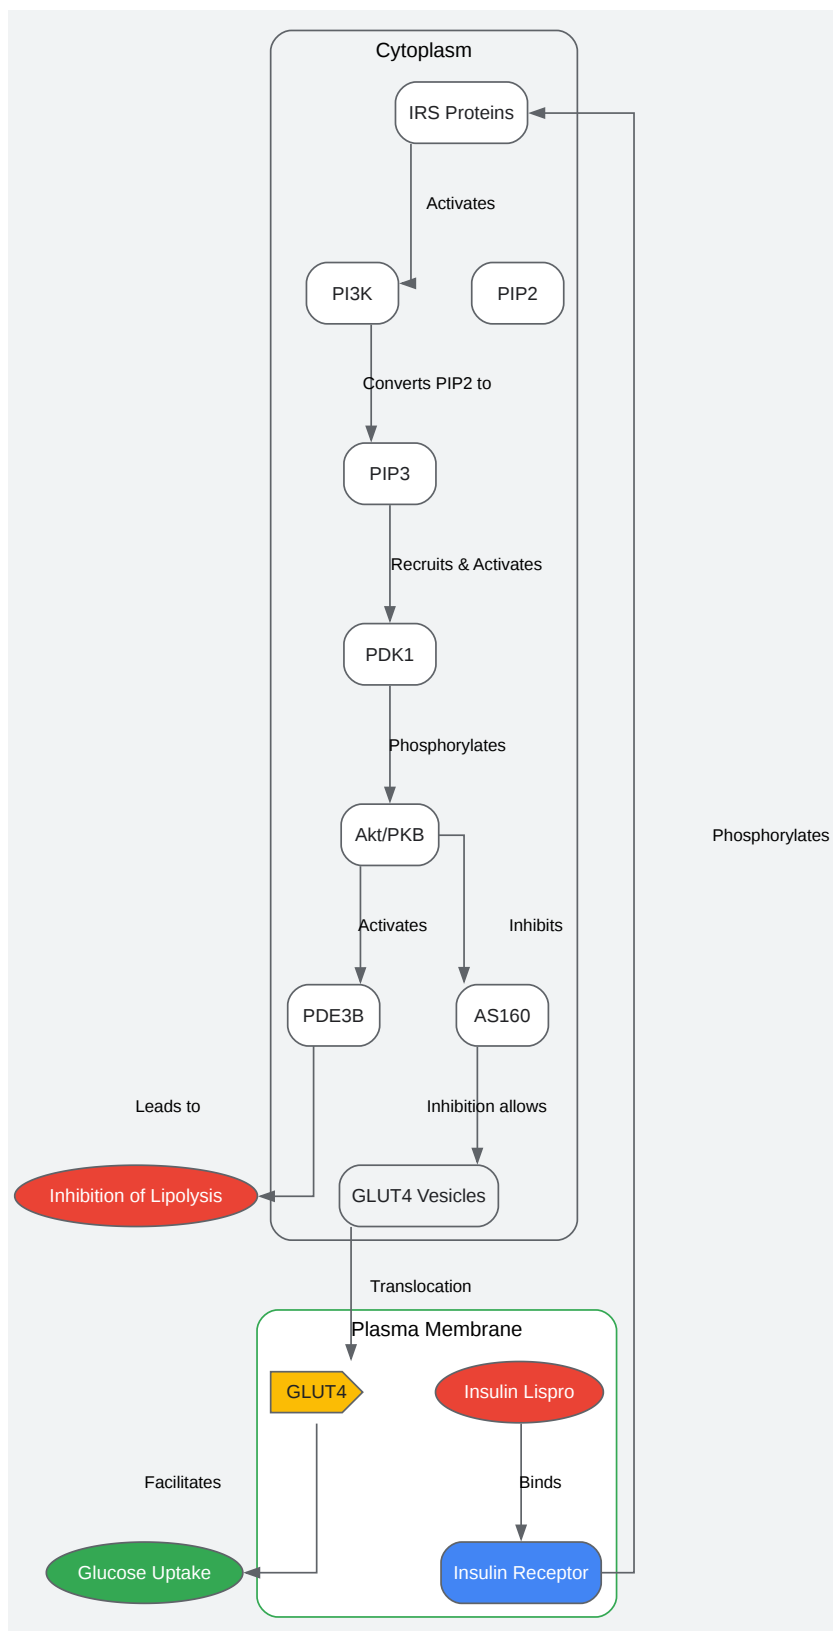 Cytoplasm
IRS Proteins
Activates
PI3K
PIP2
Converts PIP2 to
PIP3
Recruits & Activates
PDK1
Phosphorylates
Akt/PKB
Phosphorylates
Activates
Inhibits
PDE3B
AS160
Leads to
Inhibition allows
Inhibition of Lipolysis
GLUT4 Vesicles
Translocation
Plasma Membrane
GLUT4
Insulin Lispro
Facilitates
Binds
Glucose Uptake
Insulin Receptor